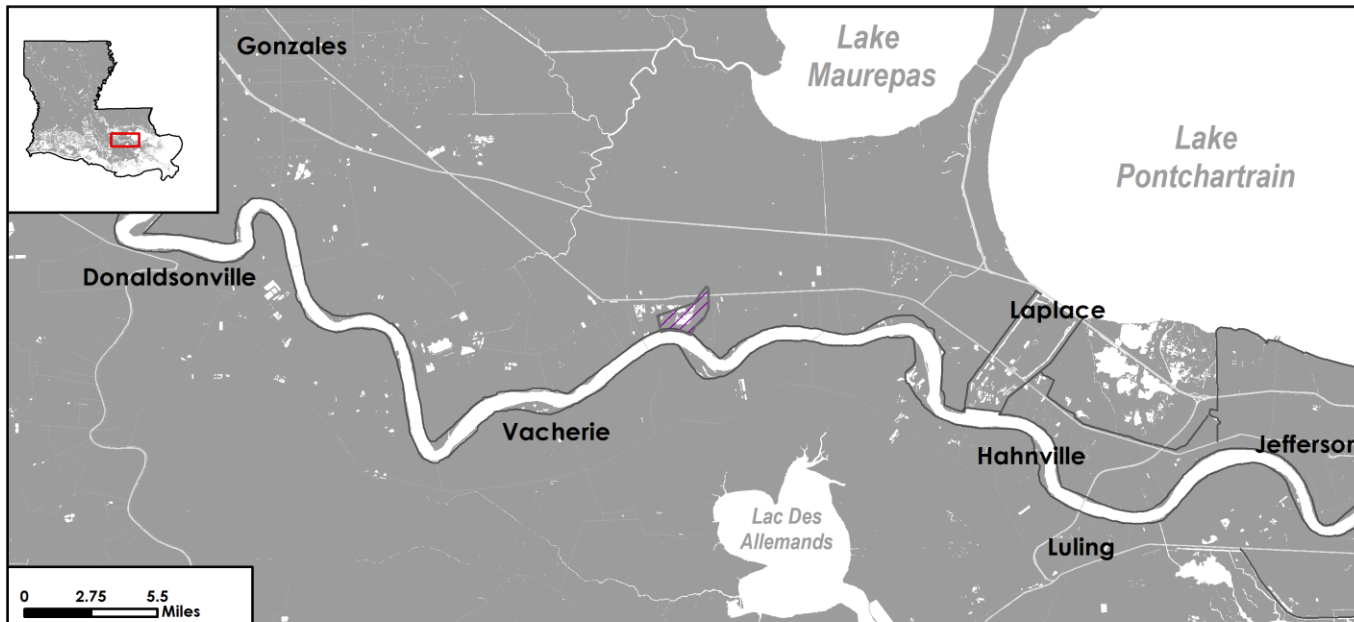 Gonzales
Lake
Maurepas
Lake
Pontchartrain
Donaldsonville
Laplace
Vacherie
Hahnville
Jefferson
Lac Des
Allemands
Luling
0 2.75 5.5
Miles